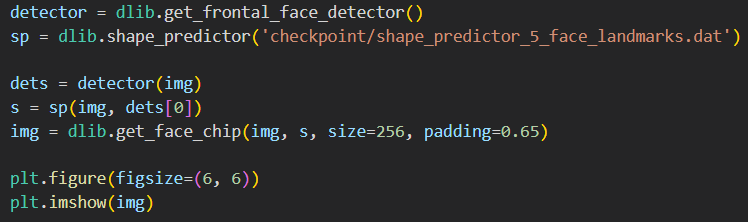 detector = dlib.get_frontal_face_detector()
sp = dlib.shape_predictor('checkpoint/shape_predictor_5_face_landmarks.dat')
dets = detector(img)
s = sp(img, dets[0])
img = dlib.get_face_chip(img, s, size=256, padding=0.65)
plt.figure(figsize=(6, 6))
plt.imshow(img)